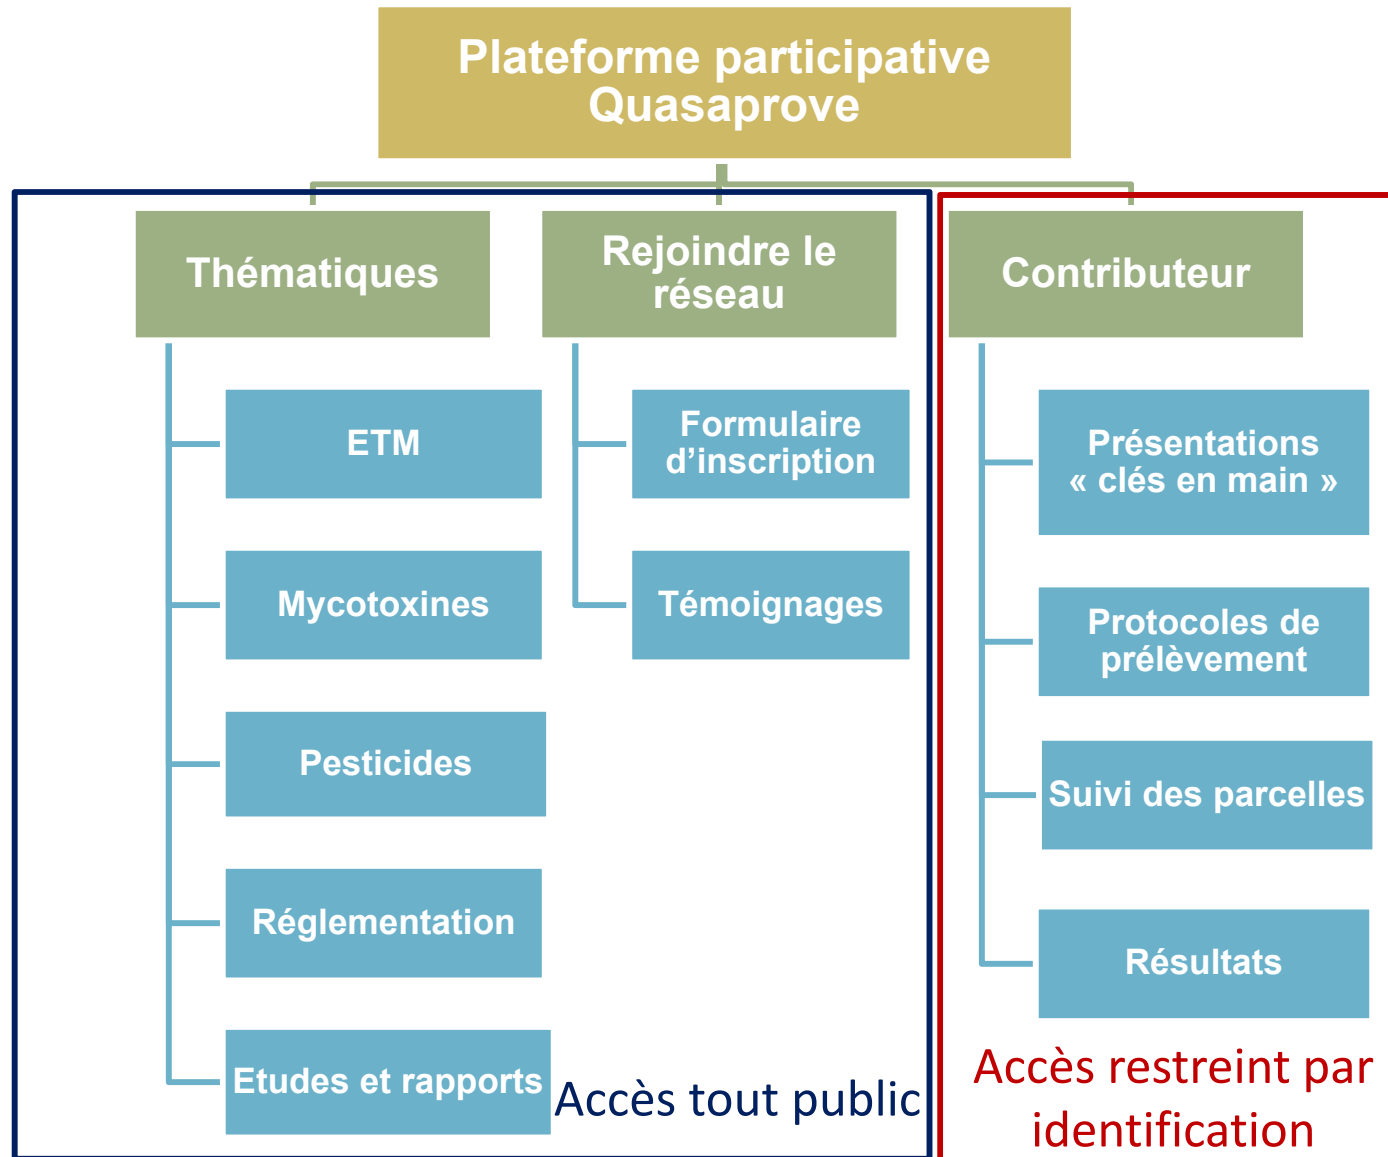 Plateforme participative
Quasaprove
Thématiques
ETM
Mycotoxines
Pesticides
Réglementation
Etudes et rapports
Rejoindre le
réseau
Formulaire
d’inscription
Témoignages
Accès tout public
Contributeur
Présentations
« clés en main »
Protocoles de
prélèvement
Suivi des parcelles
Résultats
Accès restreint par
identification